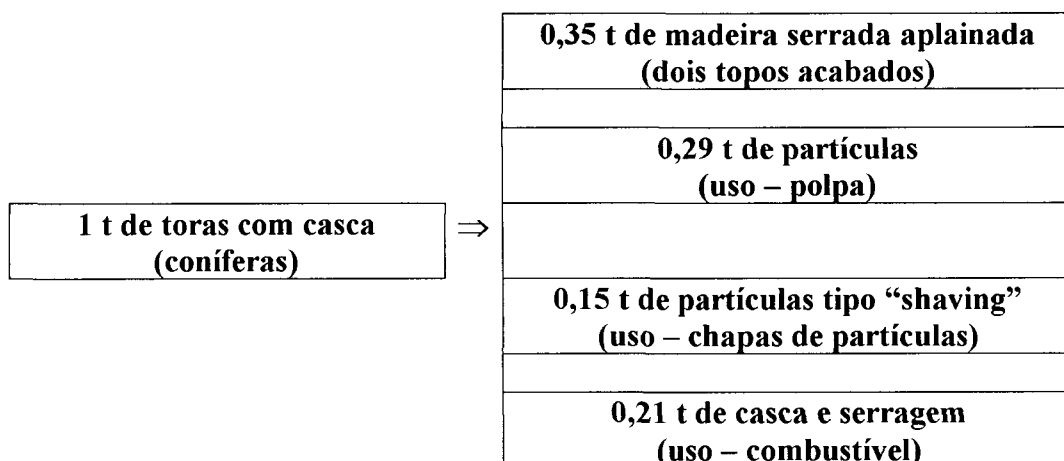 0,35 t de madeira serrada aplainada
(dois topos acabados)
0,29 t de partículas
(uso – polpa)
1 t de toras com casca
(coníferas)
⇒
0,15 t de partículas tipo “shaving”
(uso – chapas de partículas)
0,21 t de casca e serragem
(uso – combustível)